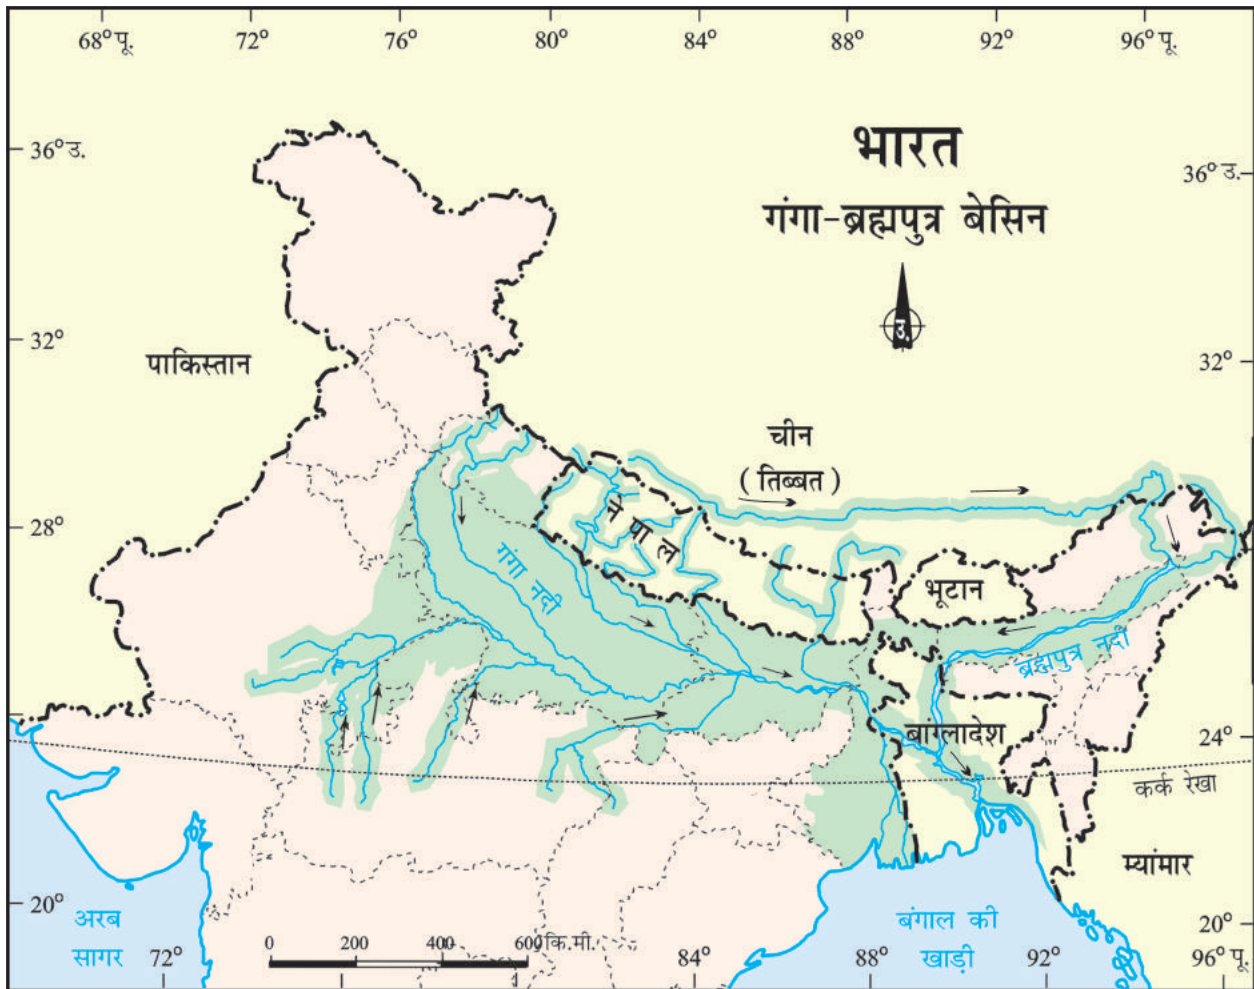 68° पू.
72°
76°
80°
84°
88°
92°
96° पू.
36° उ.
भारत
36° उ.
गंगा-ब्रह्मपुत्र बेसिन
उ.
32°
पाकिस्तान
32°
चीन
( तिब्बत )
28°
नेपाल
28°
गंगा नदी
भूटान
ब्रह्मपुत्र नदी
बांग्लादेश
24°
कर्क रेखा
म्यांमार
20°
अरब
सागर
बंगाल की
खाड़ी
20°
0 200 400 600 कि.मी.
72°
84°
88°
92°
96° पू.